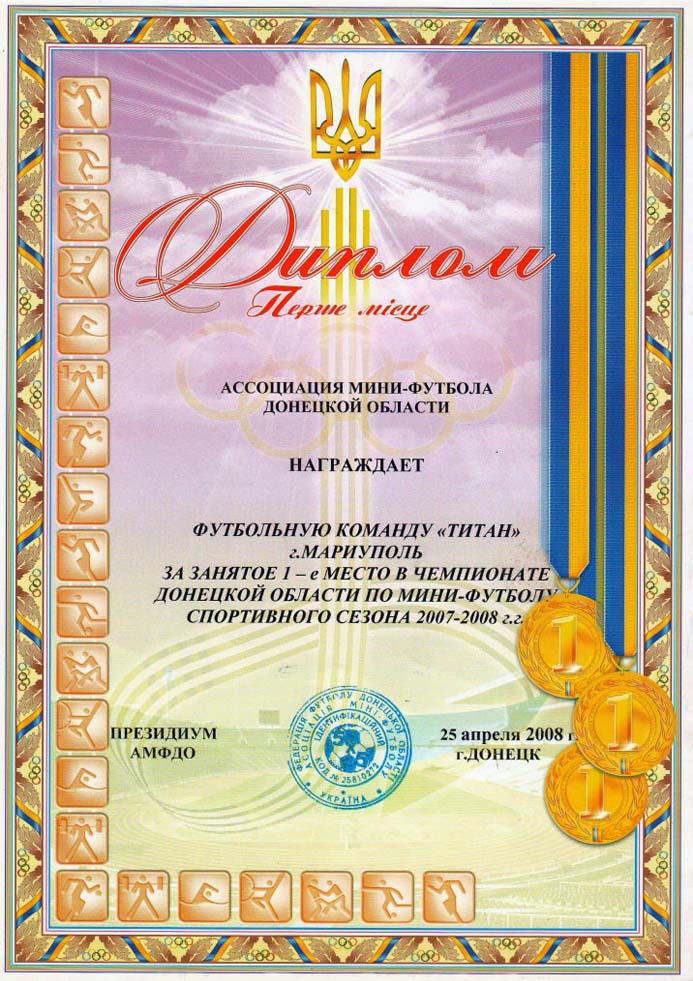 Диплом
Перше місце
АССОЦИАЦИЯ МИНИ-ФУТБОЛА
ДОНЕЦКОЙ ОБЛАСТИ
НАГРАЖДАЕТ
ФУТБОЛЬНУЮ КОМАНДУ «ТИТАН»
г.МАРИУПОЛЬ
ЗА ЗАНЯТОЕ 1 – е МЕСТО В ЧЕМПИОНАТЕ
ДОНЕЦКОЙ ОБЛАСТИ ПО МИНИ-ФУТБОЛУ
СПОРТИВНОГО СЕЗОНА 2007-2008 г.г.
1
1
1
ПРЕЗИДИУМ
АМФДО
ФЕДЕРАЦІЯ ФУТБОЛУ ДОНЕЦЬКОЇ ОБЛАСТІ
АСОЦІАЦІЯ МІНІ-ФУТБОЛУ
ІДЕНТИФІКАЦІЙНИЙ
КОД № 25810212
УКРАЇНА
25 апреля 2008 г
г.ДОНЕЦК